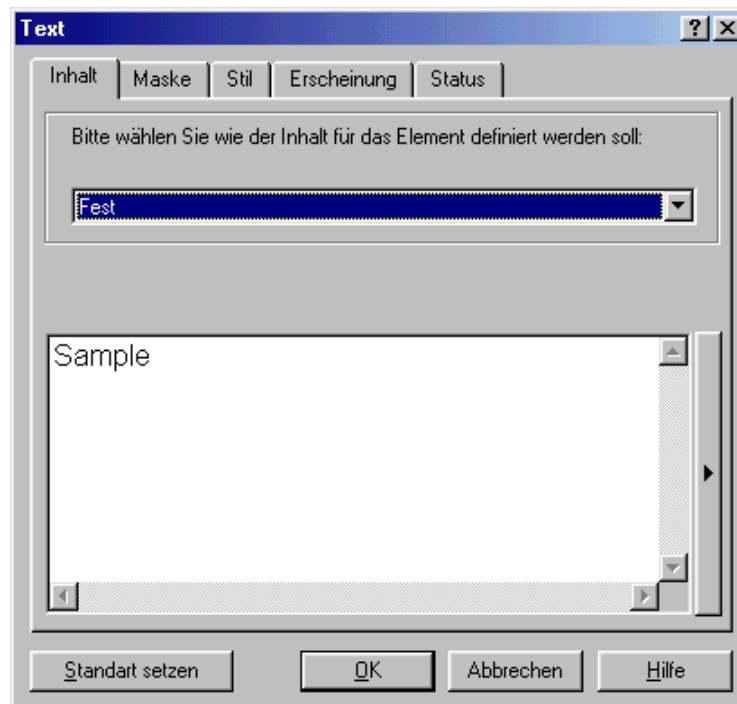 Text
Inhalt Maske Stil Erscheinung Status
Bitte wählen Sie wie der Inhalt für das Element definiert werden soll:
Fest
Sample
Standart setzen OK Abbrechen Hilfe